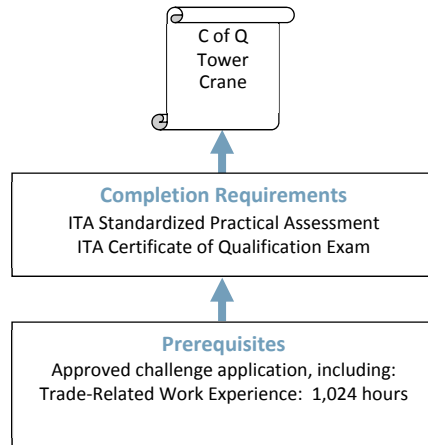 C of Q
Tower
Crane
Completion Requirements
ITA Standardized Practical Assessment
ITA Certificate of Qualification Exam
Prerequisites
Approved challenge application, including:
Trade-Related Work Experience: 1,024 hours